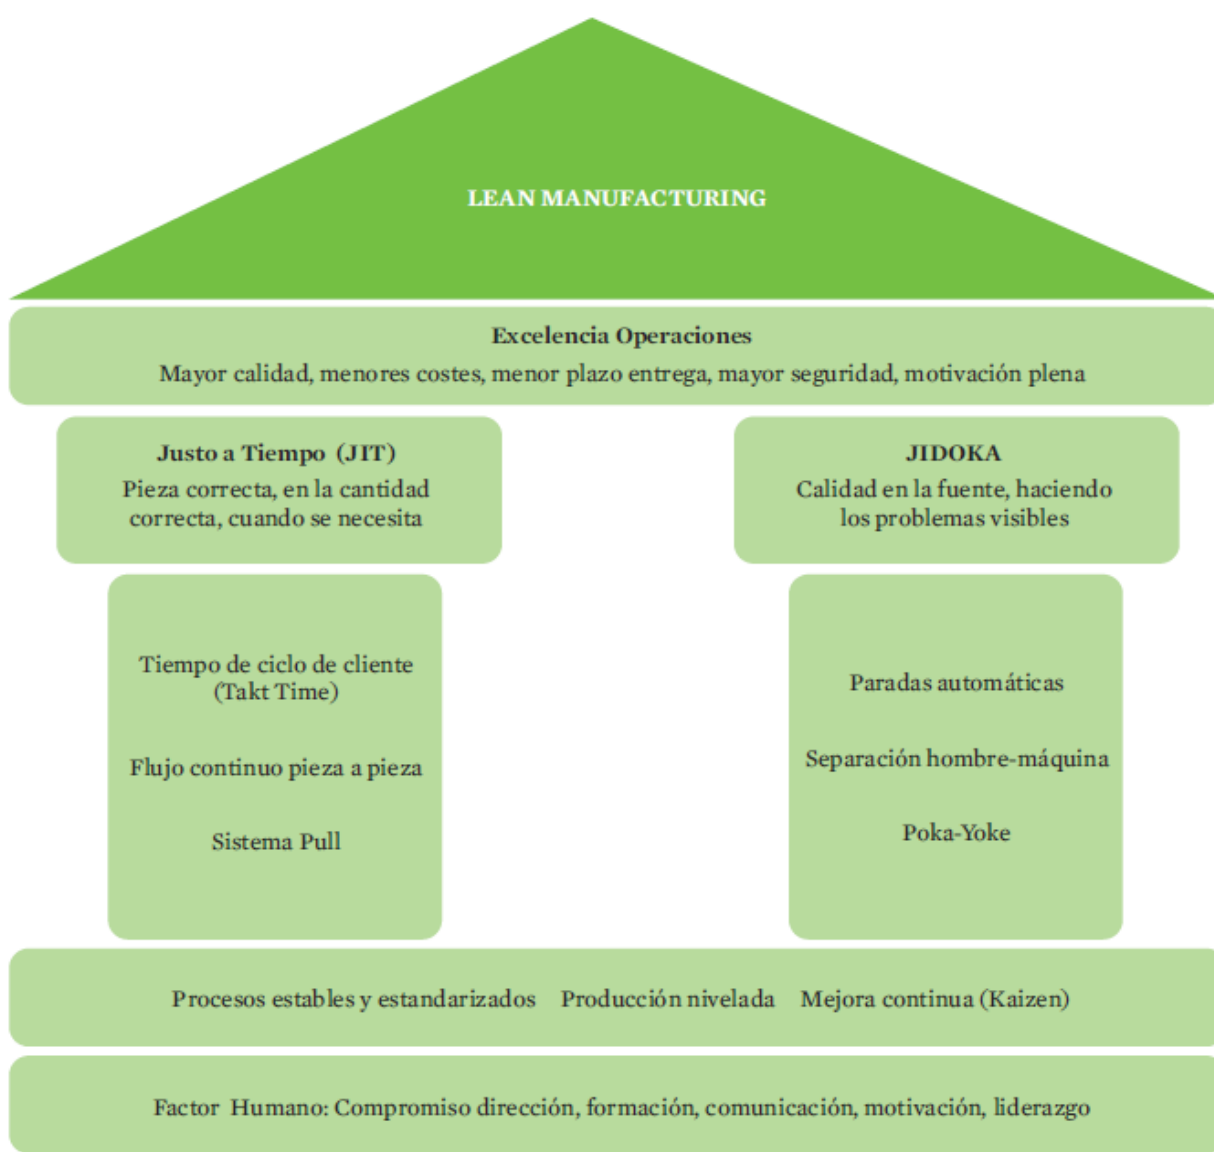 LEAN MANUFACTURING
Excelencia Operaciones
Mayor calidad, menores costes, menor plazo entrega, mayor seguridad, motivación plena
Justo a Tiempo (JIT)
Pieza correcta, en la cantidad
correcta, cuando se necesita
JIDOKA
Calidad en la fuente, haciendo
los problemas visibles
Tiempo de ciclo de cliente
(Takt Time)
Flujo continuo pieza a pieza
Sistema Pull
Paradas automáticas
Separación hombre-máquina
Poka-Yoke
Procesos estables y estandarizados Producción nivelada Mejora continua (Kaizen)
Factor Humano: Compromiso dirección, formación, comunicación, motivación, liderazgo